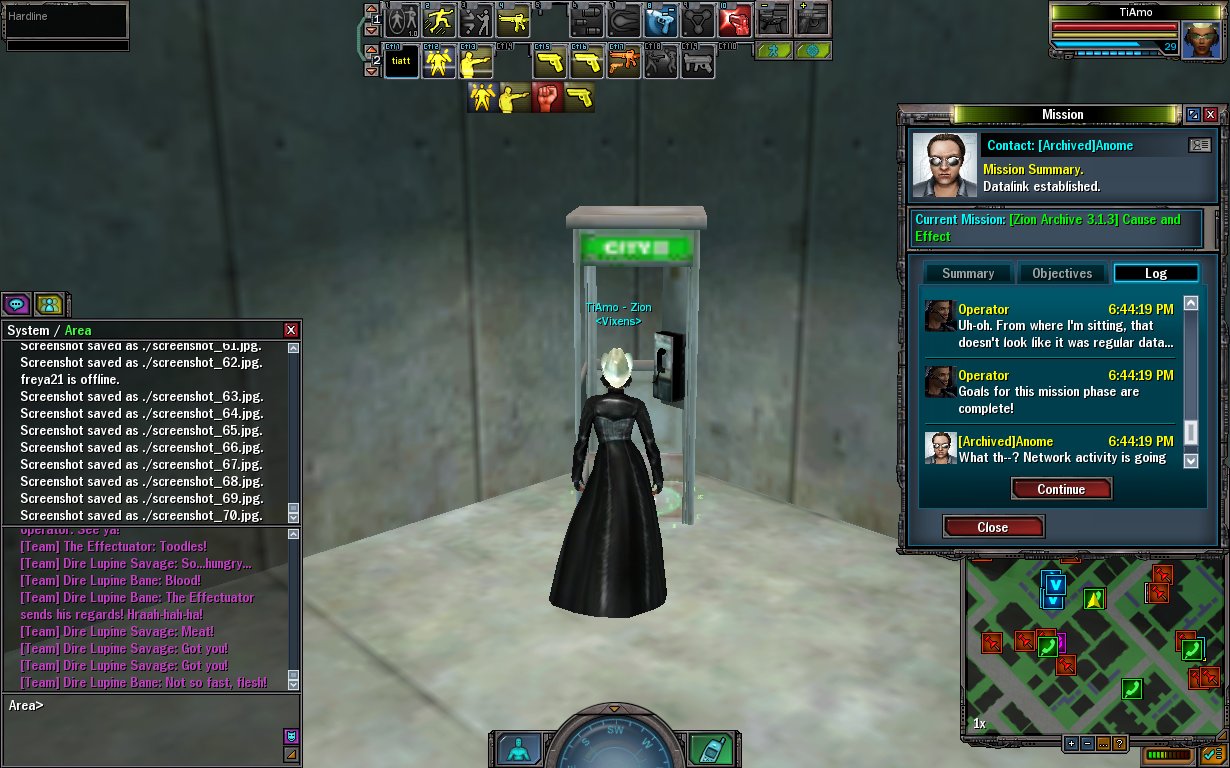 Hardline
1
2
tiatt
TiAmo
29
Mission
Contact: [Archived]Anome
Mission Summary.
Datalink established.
Current Mission: [Zion Archive 3.1.3] Cause and
Effect
Summary
Objectives
Log
Operator 6:44:19 PM
Uh-oh. From where I'm sitting, that
doesn't look like it was regular data...
Operator 6:44:19 PM
Goals for this mission phase are
complete!
[Archived]Anome 6:44:19 PM
What th--? Network activity is going
Continue
Close
CITY
TiAmo - Zion
<Vixens>
System / Area
Screenshot saved as ./screenshot_61.jpg.
Screenshot saved as ./screenshot_62.jpg.
freya21 is offline.
Screenshot saved as ./screenshot_63.jpg.
Screenshot saved as ./screenshot_64.jpg.
Screenshot saved as ./screenshot_65.jpg.
Screenshot saved as ./screenshot_66.jpg.
Screenshot saved as ./screenshot_67.jpg.
Screenshot saved as ./screenshot_68.jpg.
Screenshot saved as ./screenshot_69.jpg.
Screenshot saved as ./screenshot_70.jpg.
operator: See ya!
[Team] The Effectuator: Toodles!
[Team] Dire Lupine Savage: So...hungry...
[Team] Dire Lupine Bane: Blood!
[Team] Dire Lupine Bane: The Effectuator
sends his regards! Hraah-hah-ha!
[Team] Dire Lupine Savage: Meat!
[Team] Dire Lupine Savage: Got you!
[Team] Dire Lupine Savage: Got you!
[Team] Dire Lupine Bane: Not so fast, flesh!
Area>
S SW W
1x